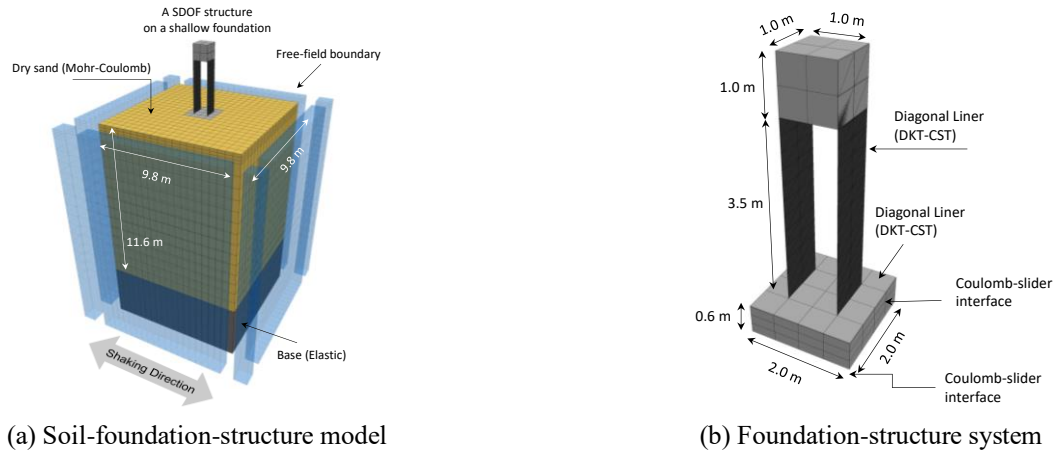 A SDOF structure
on a shallow foundation
Free-field boundary
Dry sand (Mohr-Coulomb)
9.8 m
9.8 m
11.6 m
Base (Elastic)
Shaking Direction
(a) Soil-foundation-structure model
1.0 m
1.0 m
1.0 m
Diagonal Liner
(DKT-CST)
3.5 m
Diagonal Liner
(DKT-CST)
Coulomb-slider
interface
0.6 m
2.0 m
2.0 m
Coulomb-slider
interface
(b) Foundation-structure system